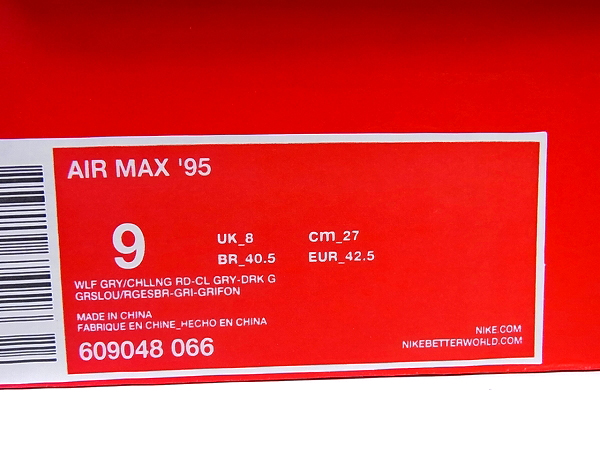 AIR MAX '95
9
UK_8 cm_27
BR_40.5 EUR_42.5
WLF GRY/CHLLNG RD-CL GRY-DRK G
GRSLOU/RGESBR-GRI-GRIFON
MADE IN CHINA
FABRIQUE EN CHINE_HECHO EN CHINA
609048 066
NIKE.COM
NIKEBETTERWORLD.COM